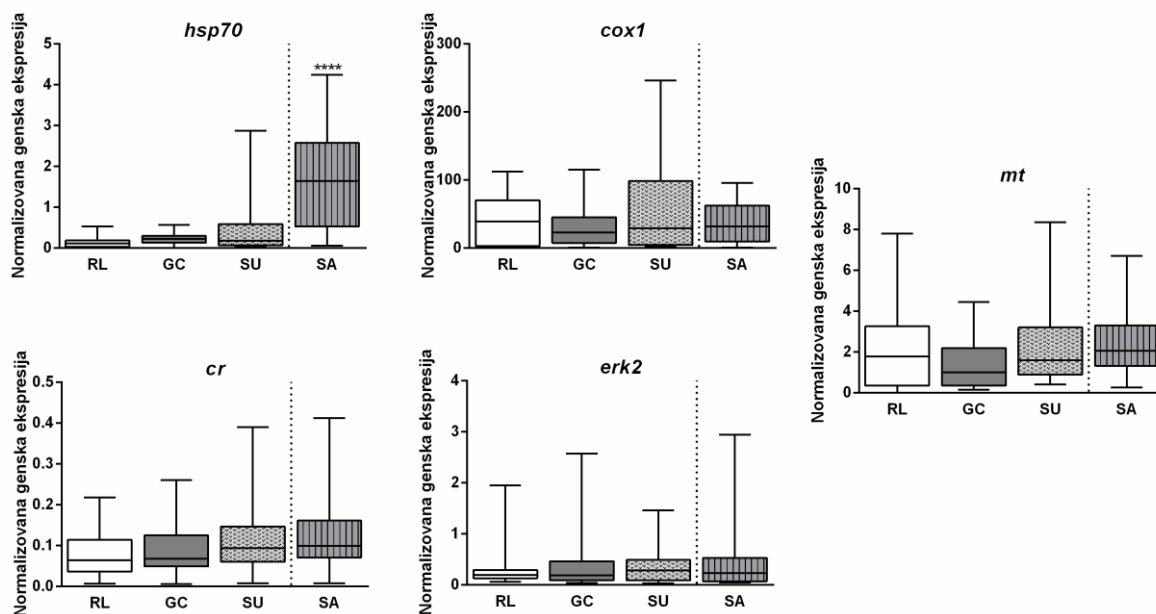 hsp70
Normalizovana genska ekspresija
5
4
3
2
1
0
****
RL GC SU SA
cox1
Normalizovana genska ekspresija
300
200
100
0
RL GC SU SA
mt
Normalizovana genska ekspresija
10
8
6
4
2
0
RL GC SU SA
cr
Normalizovana genska ekspresija
0.5
0.4
0.3
0.2
0.1
0.0
RL GC SU SA
erk2
Normalizovana genska ekspresija
4
3
2
1
0
RL GC SU SA